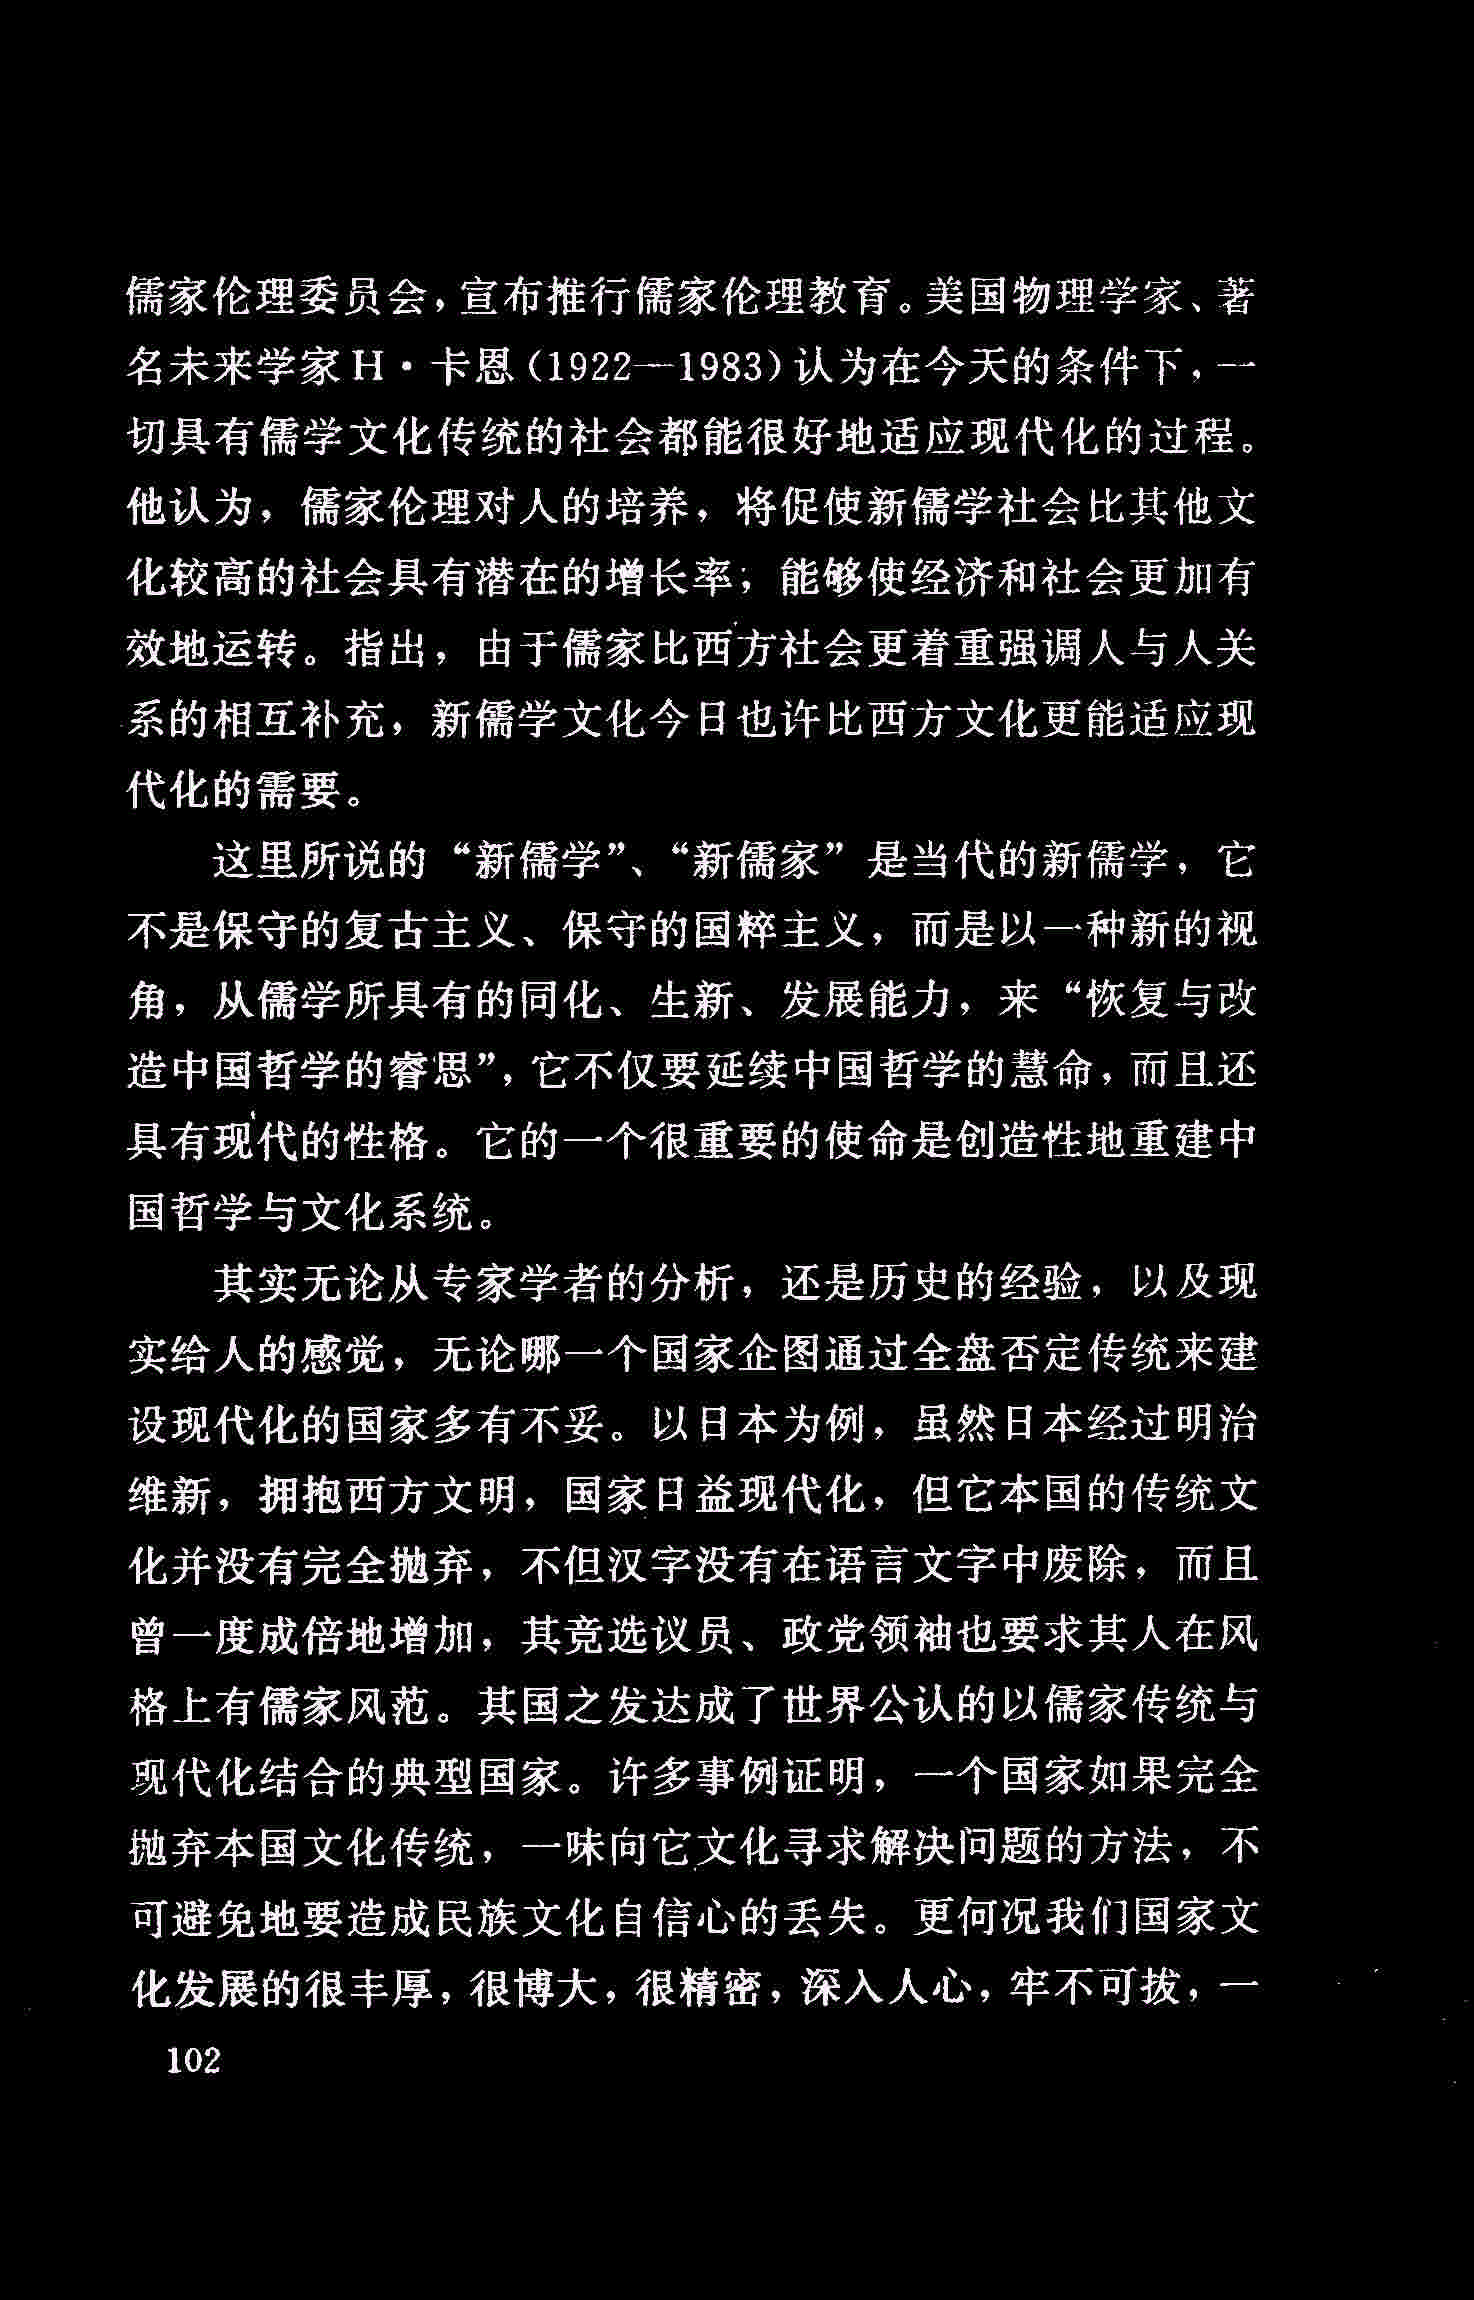 儒家伦理委员会，宣布推行儒家伦理教育。美国物理学家、著
名未来学家H·卡恩（1922—1983）认为在今天的条件下，一
切具有儒学文化传统的社会都能很好地适应现代化的过程。
他认为，儒家伦理对人的培养，将促使新儒学社会比其他文
化较高的社会具有潜在的增长率；能够使经济和社会更加有
效地运转。指出，由于儒家比西方社会更着重强调人与人关
系的相互补充，新儒学文化今日也许比西方文化更能适应现
代化的需要。
这里所说的“新儒学”、“新儒家”是当代的新儒学，它
不是保守的复古主义、保守的国粹主义，而是以一种新的视
角，从儒学所具有的同化、生新、发展能力，来“恢复与改
造中国哲学的睿思”，它不仅要延续中国哲学的慧命，而且还
具有现代的性格。它的一个很重要的使命是创造性地重建中
国哲学与文化系统。
其实无论从专家学者的分析，还是历史的经验，以及现
实给人的感觉，无论哪一个国家企图通过全盘否定传统来建
设现代化的国家多有不妥。以日本为例，虽然日本经过明治
维新，拥抱西方文明，国家日益现代化，但它本国的传统文
化并没有完全抛弃，不但汉字没有在语言文字中废除，而且
曾一度成倍地增加，其竞选议员、政党领袖也要求其人在风
格上有儒家风范。其国之发达成了世界公认的以儒家传统与
现代化结合的典型国家。许多事例证明，一个国家如果完全
抛弃本国文化传统，一味向它文化寻求解决问题的方法，不
可避免地要造成民族文化自信心的丢失。更何况我们国家文
化发展的很丰厚，很博大，很精密，深入人心，牢不可拔，一
102